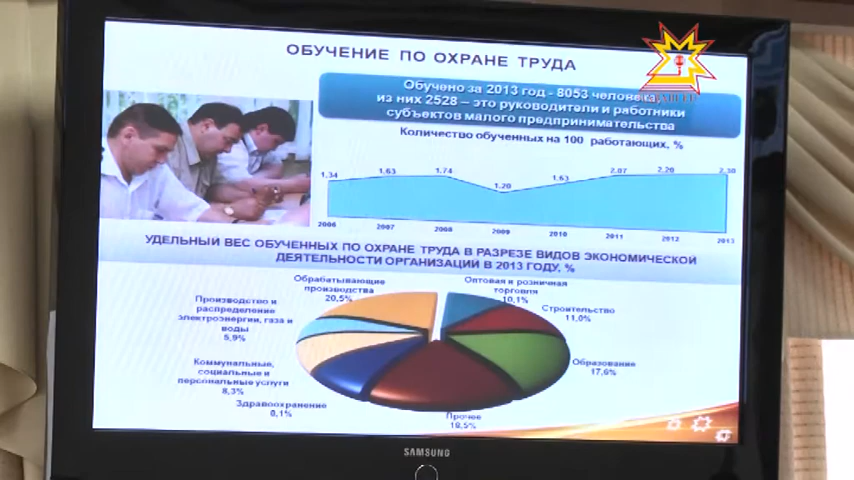 ОБУЧЕНИЕ ПО ОХРАНЕ ТРУДА
Обучено за 2013 год - 8053 человека,
из них 2528 – это руководители и работники
субъектов малого предпринимательства
Количество обученных на 100 работающих, %
1.34 1.63 1.74 1.20 1.63 2.07 2.20 2.30
2006 2007 2008 2009 2010 2011 2012 2013
УДЕЛЬНЫЙ ВЕС ОБУЧЕННЫХ ПО ОХРАНЕ ТРУДА В РАЗРЕЗЕ ВИДОВ ЭКОНОМИЧЕСКОЙ
ДЕЯТЕЛЬНОСТИ ОРГАНИЗАЦИИ В 2013 ГОДУ, %
Обрабатывающие
производства
20,5%
Оптовая и розничная
торговля
10,1%
Производство и
распределение
электроэнергии, газа и
воды
5,9%
Строительство
11,0%
Коммунальные,
социальные и
персональные услуги
8,3%
Образование
17,6%
Здравоохранение
Прочее
18,5%
SAMSUNG